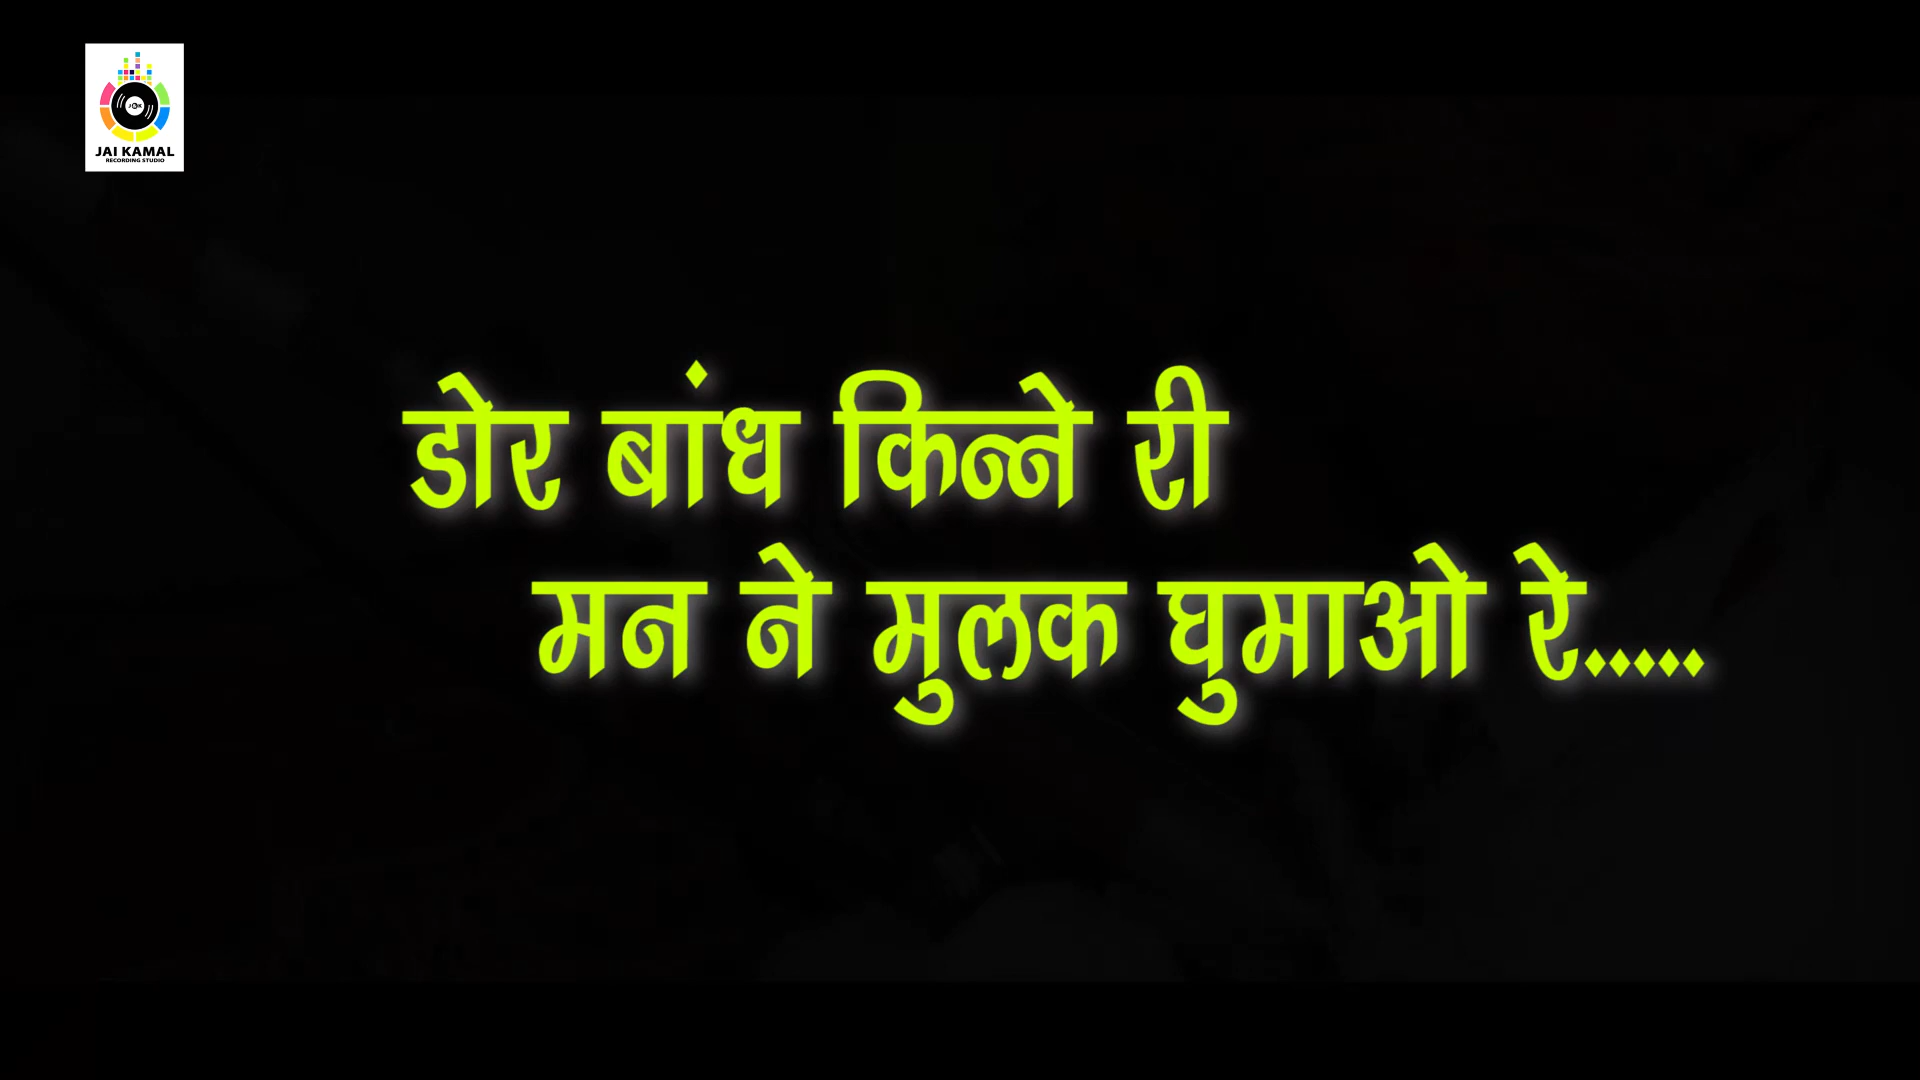 JAI KAMAL
RECORDING STUDIO
डोर बांध किन्ने री
मन ने मुलक घुमाओ रे.....